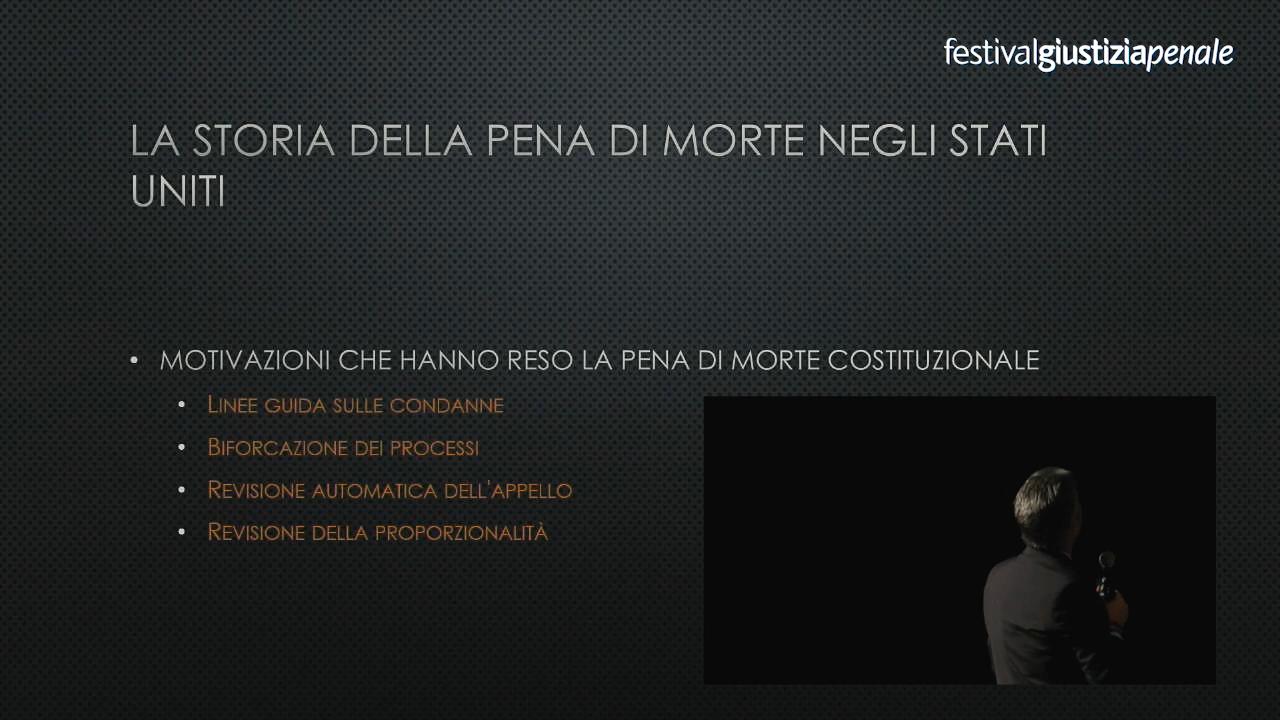 festivalgiustiziapenale
LA STORIA DELLA PENA DI MORTE NEGLI STATI
UNITI
• MOTIVAZIONI CHE HANNO RESO LA PENA DI MORTE COSTITUZIONALE
• LINEE GUIDA SULLE CONDANNE
• BIFORCAZIONE DEI PROCESSI
• REVISIONE AUTOMATICA DELL'APPELLO
• REVISIONE DELLA PROPORZIONALITÀ